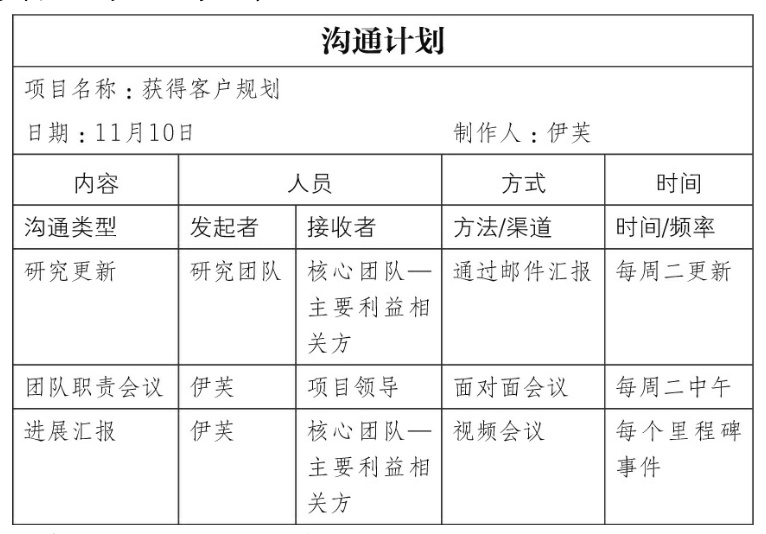 沟通计划
项目名称：获得客户规划
日期：11月10日 制作人：伊芙
内容 人员 方式 时间
沟通类型 发起者 接收者 方法/渠道 时间/频率
研究更新 研究团队 核心团队— 通过邮件汇报 每周二更新
主要利益相
关方
团队职责会议 伊芙 项目领导 面对面会议 每周二中午
进展汇报 伊芙 核心团队— 视频会议 每个里程碑
主要利益相 事件
关方